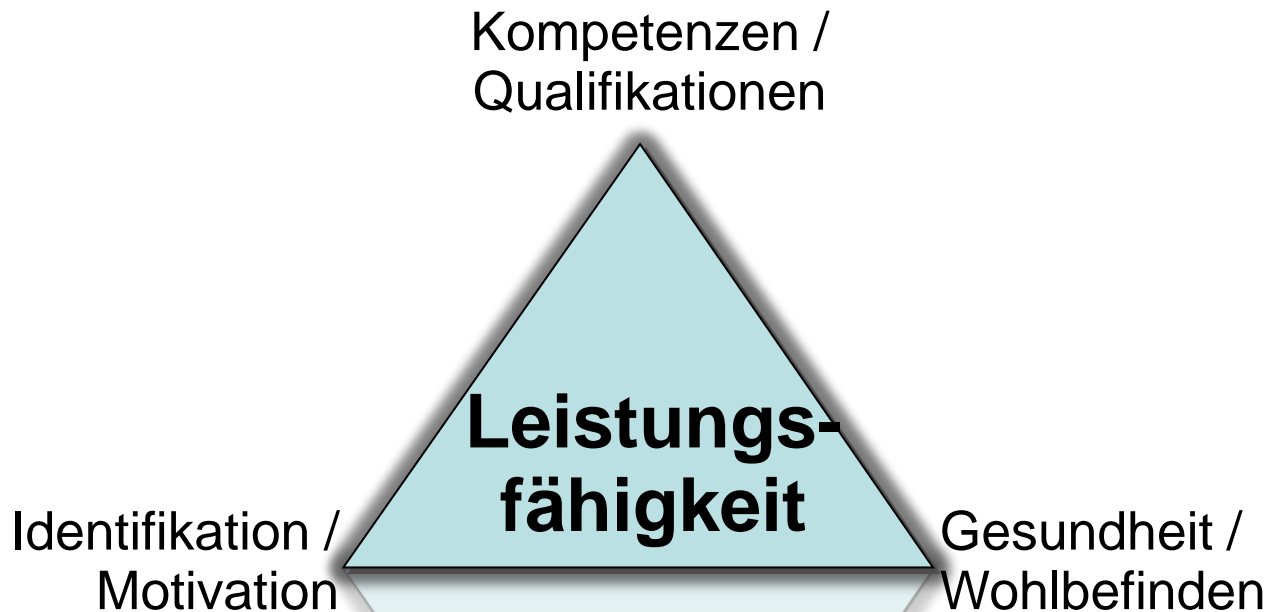 Kompetenzen /
Qualifikationen
Leistungs-
fähigkeit
Identifikation /
Motivation
Gesundheit /
Wohlbefinden